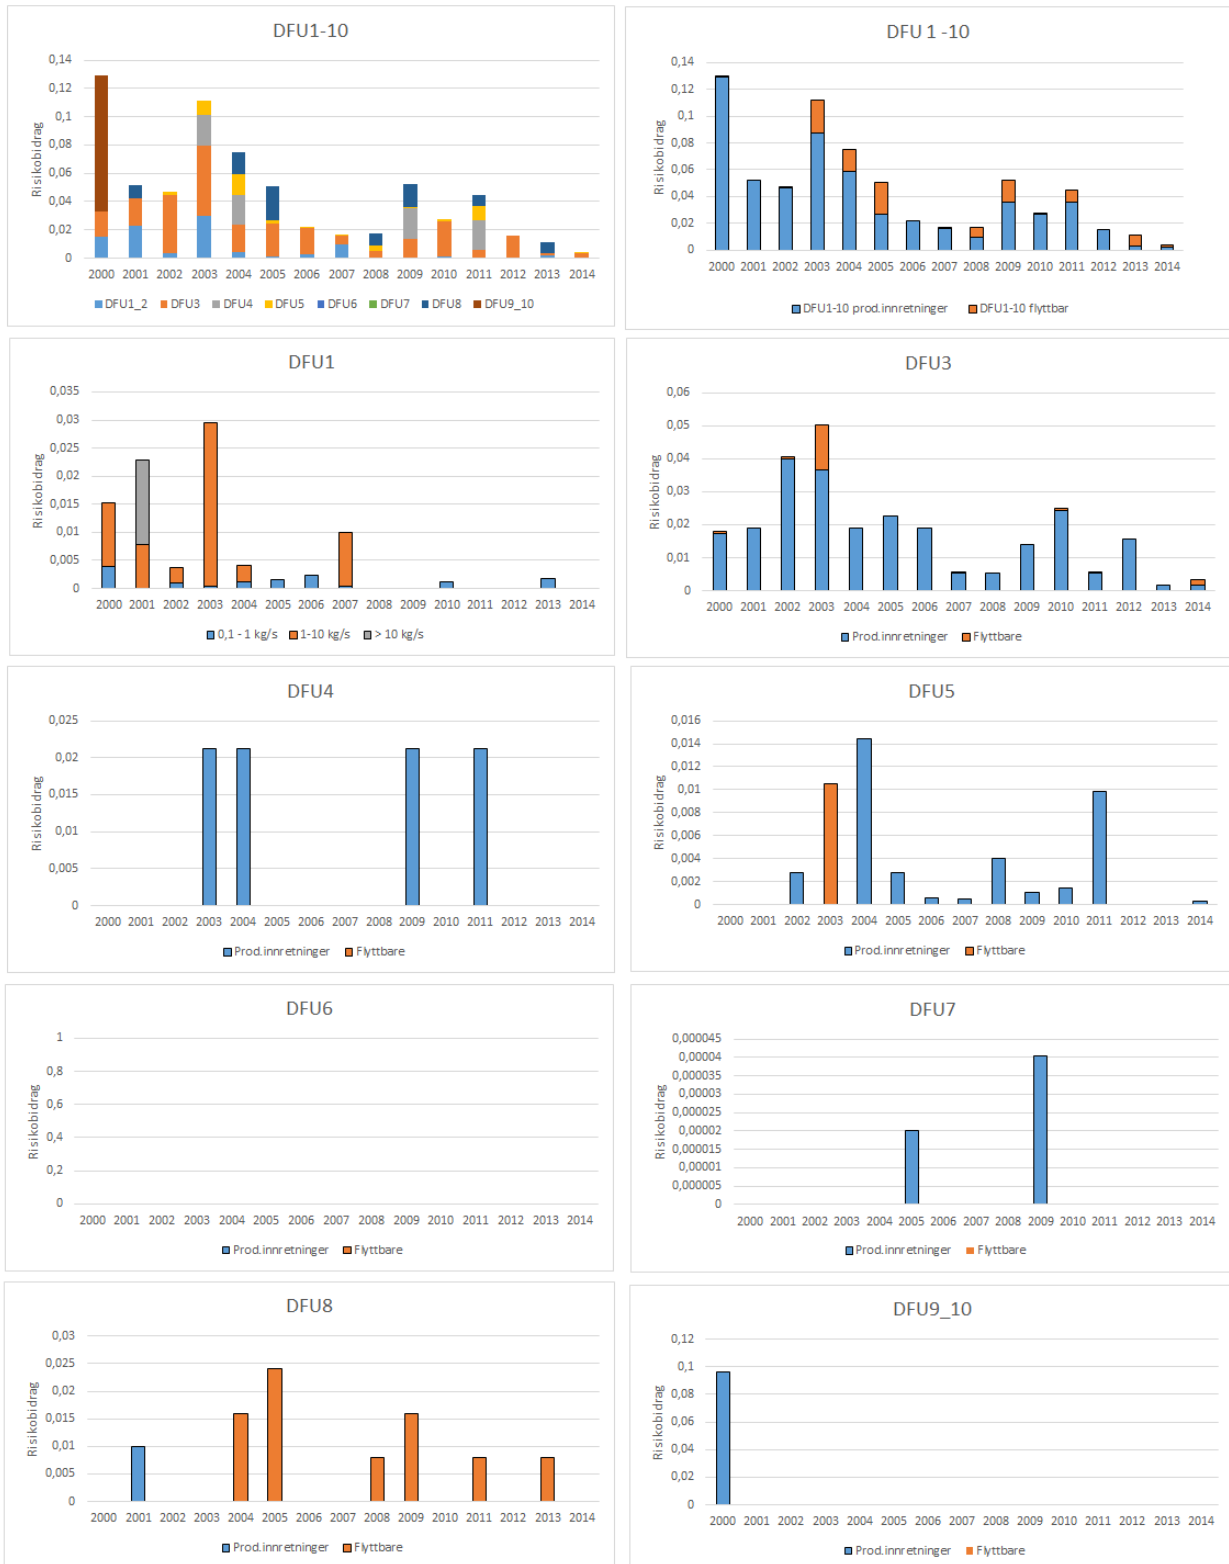 DFU1-10
0,14
0,12
0,1
0,08
0,06
0,04
0,02
0
Risikobidrag
2000 2001 2002 2003 2004 2005 2006 2007 2008 2009 2010 2011 2012 2013 2014
DFU1_2 DFU3 DFU4 DFU5 DFU6 DFU7 DFU8 DFU9_10
DFU 1 -10
0,14
0,12
0,1
0,08
0,06
0,04
0,02
0
Risikobidrag
2000 2001 2002 2003 2004 2005 2006 2007 2008 2009 2010 2011 2012 2013 2014
DFU1-10 prod.innretninger DFU1-10 flyttbar
DFU1
0,035
0,03
0,025
0,02
0,015
0,01
0,005
0
Risikobidrag
2000 2001 2002 2003 2004 2005 2006 2007 2008 2009 2010 2011 2012 2013 2014
0,1 - 1 kg/s 1-10 kg/s > 10 kg/s
DFU3
0,06
0,05
0,04
0,03
0,02
0,01
0
Risikobidrag
2000 2001 2002 2003 2004 2005 2006 2007 2008 2009 2010 2011 2012 2013 2014
Prod.innretninger Flyttbare
DFU4
0,025
0,02
0,015
0,01
0,005
0
Risikobidrag
2000 2001 2002 2003 2004 2005 2006 2007 2008 2009 2010 2011 2012 2013 2014
Prod.innretninger Flyttbare
DFU5
0,016
0,014
0,012
0,01
0,008
0,006
0,004
0,002
0
Risikobidrag
2000 2001 2002 2003 2004 2005 2006 2007 2008 2009 2010 2011 2012 2013 2014
Prod.innretninger Flyttbare
DFU6
1
0,8
0,6
0,4
0,2
0
Risikobidrag
2000 2001 2002 2003 2004 2005 2006 2007 2008 2009 2010 2011 2012 2013 2014
Prod.innretninger Flyttbare
DFU7
0,000045
0,00004
0,000035
0,00003
0,000025
0,00002
0,000015
0,00001
0,000005
0
Risikobidrag
2000 2001 2002 2003 2004 2005 2006 2007 2008 2009 2010 2011 2012 2013 2014
Prod.innretninger Flyttbare
DFU8
0,03
0,025
0,02
0,015
0,01
0,005
0
Risikobidrag
2000 2001 2002 2003 2004 2005 2006 2007 2008 2009 2010 2011 2012 2013 2014
Prod.innretninger Flyttbare
DFU9_10
0,12
0,1
0,08
0,06
0,04
0,02
0
Risikobidrag
2000 2001 2002 2003 2004 2005 2006 2007 2008 2009 2010 2011 2012 2013 2014
Prod.innretninger Flyttbare